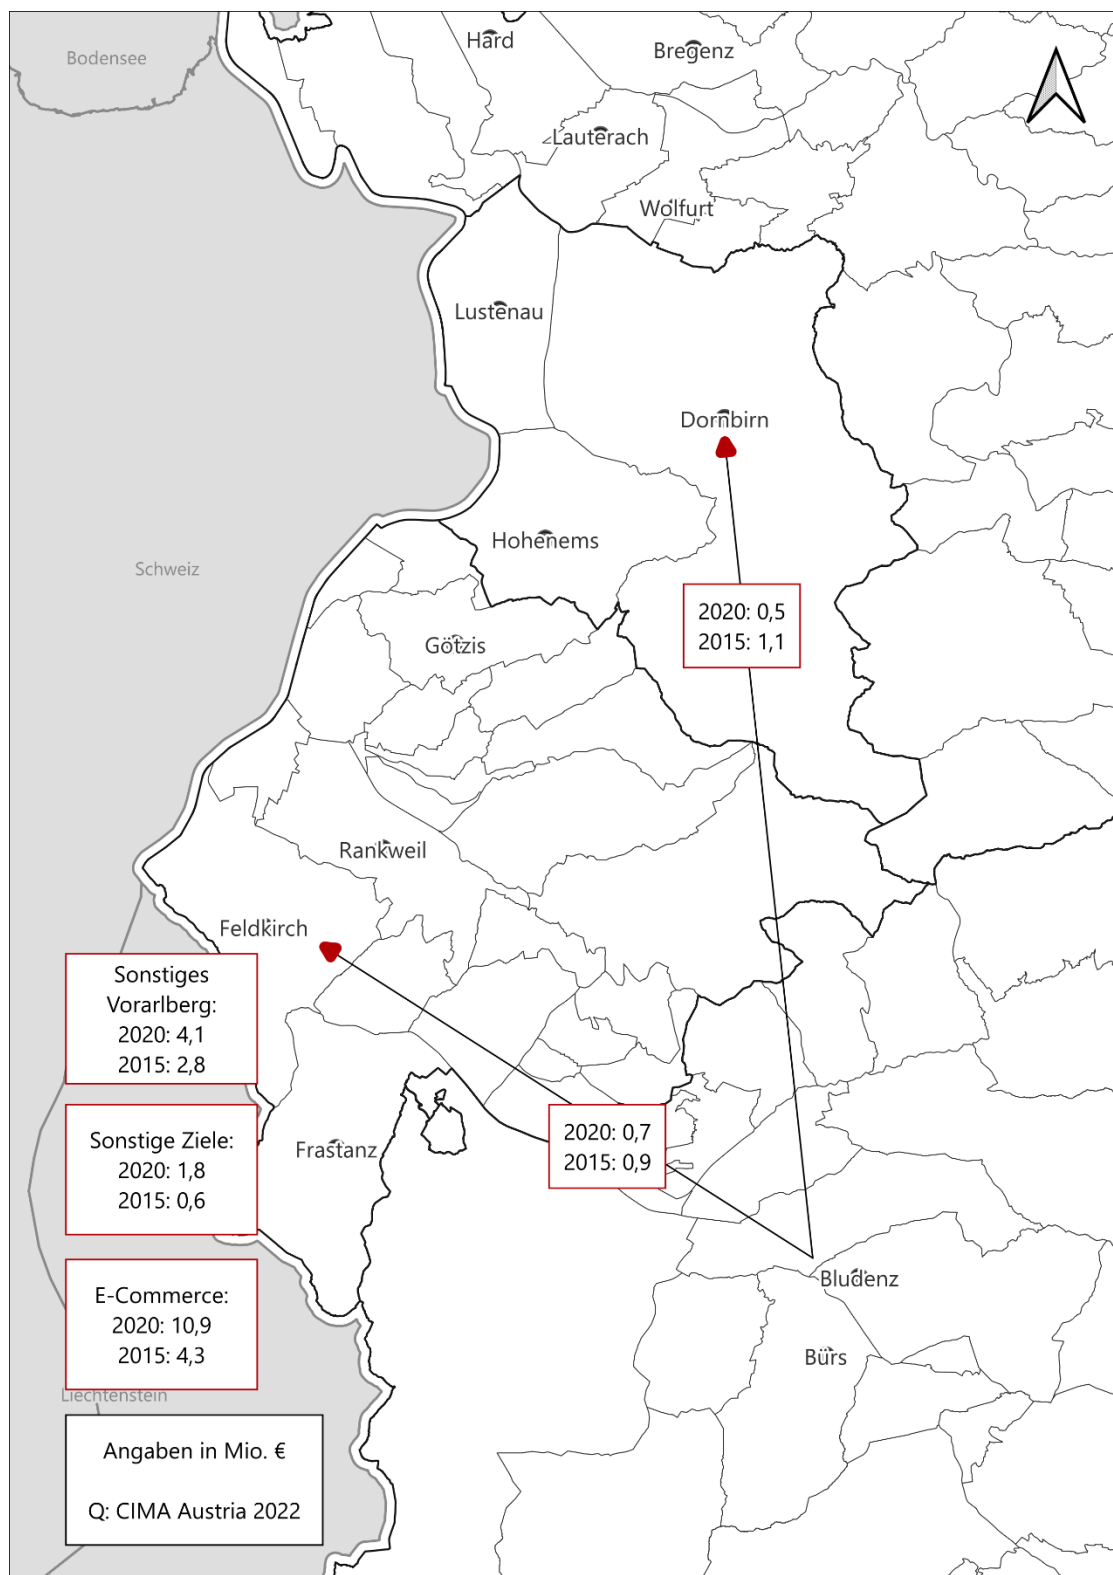 Bodensee
Hard
Bregenz
Lauterach
Wolfurt
Lustenau
Dornbirn
Hohenems
Schweiz
2020: 0,5
2015: 1,1
Götzis
Rankweil
Feldkirch
Sonstiges
Vorarlberg:
2020: 4,1
2015: 2,8
2020: 0,7
2015: 0,9
Sonstige Ziele:
2020: 1,8
2015: 0,6
Frastanz
Bludenz
E-Commerce:
2020: 10,9
2015: 4,3
Bürs
Liechtenstein
Angaben in Mio. €
Q: CIMA Austria 2022